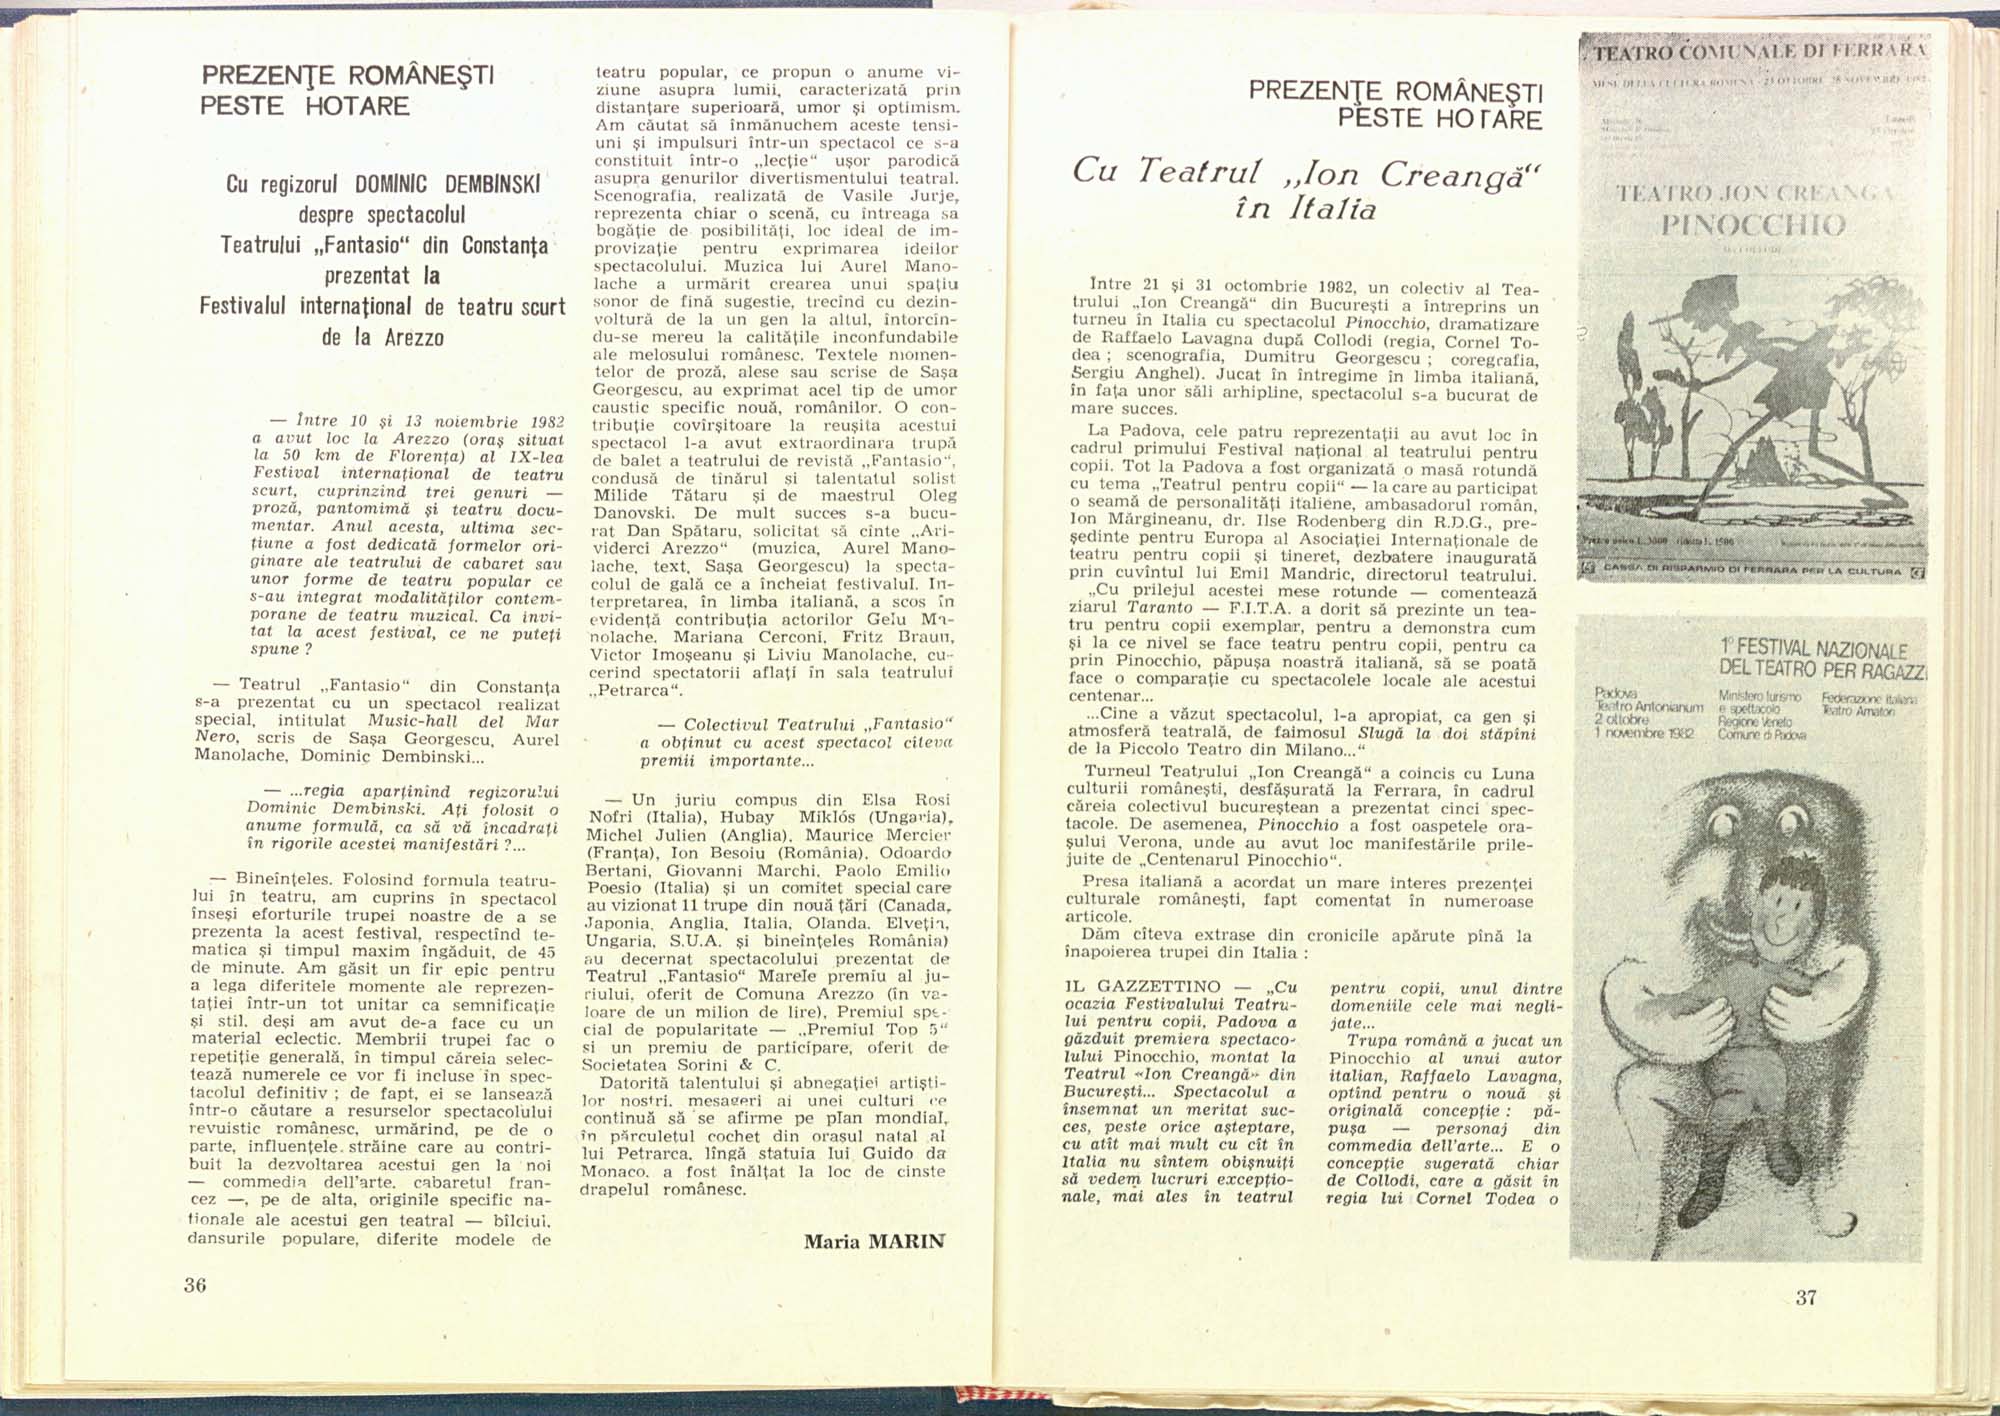 PREZENŢE ROMÂNEŞTI
PESTE HOTARE
Cu regizorul DOMINIC DEMBINSKI
despre spectacolul
Teatrului „Fantasio“ din Constanţa
prezentat la
Festivalul internaţional de teatru scurt
de la Arezzo
— Între 10 şi 13 noiembrie 1982
a avut loc la Arezzo (oraş situat
la 50 km de Florenţa) al IX-lea
Festival internaţional de teatru
scurt, cuprinzind trei genuri —
proză, pantomimă şi teatru docu-
mentar. Anul acesta, ultima sec-
ţiune a fost dedicată formelor ori-
ginare ale teatrului de cabaret sau
unor forme de teatru popular ce
s-au integrat modalităţilor contem-
porane de teatru muzical. Ca invi-
tat la acest festival, ce ne puteţi
spune ?
— Teatrul „Fantasio“ din Constanţa
s-a prezentat cu un spectacol realizat
special, intitulat Music-hall del Mar
Nero, scris de Saşa Georgescu, Aurel
Manolache, Dominic Dembinski...
— ...regia aparţinînd regizorului
Dominic Dembinski. Aţi folosit o
anume formulă, ca să vă încadraţi
în rigorile acestei manifestări ?...
— Bineînţeles. Folosind formula teatru-
lui în teatru, am cuprins în spectacol
înseşi eforturile trupei noastre de a se
prezenta la acest festival, respectînd te-
matica şi timpul maxim îngăduit, de 45
de minute. Am găsit un fir epic pentru
a lega diferitele momente ale reprezen-
taţiei într-un tot unitar ca semnificaţie
şi stil, deşi am avut de-a face cu un
material eclectic. Membrii trupei fac o
repetiţie generală, în timpul căreia selec-
tează numerele ce vor fi incluse în spec-
tacolul definitiv ; de fapt, ei se lansează
într-o căutare a resurselor spectacolului
revuistic românesc, urmărind, pe de o
parte, influenţele străine care au contri-
buit la dezvoltarea acestui gen la noi
— commedia dell'arte, cabaretul fran-
cez —, pe de alta, originile specific na-
ţionale ale acestui gen teatral — bîlciul,
dansurile populare, diferite modele de
36
teatru popular, ce propun o anume vi-
ziune asupra lumii, caracterizată prin
distanţare superioară, umor şi optimism.
Am căutat să înmănuchem aceste tensi-
uni şi impulsuri într-un spectacol ce s-a
constituit într-o „lecţie“ uşor parodică
asupra genurilor divertismentului teatral.
Scenografia, realizată de Vasile Jurje,
reprezenta chiar o scenă, cu întreaga sa
bogăţie de posibilităţi, loc ideal de im-
provizaţie pentru exprimarea ideilor
spectacolului. Muzica lui Aurel Mano-
lache a urmărit crearea unui spaţiu
sonor de fină sugestie, trecînd cu dezin-
voltură de la un gen la altul, întorcîn-
du-se mereu la calităţile inconfundabile
ale melosului românesc. Textele momen-
telor de proză, alese sau scrise de Saşa
Georgescu, au exprimat acel tip de umor
caustic specific nouă, românilor. O con-
tribuţie covîrşitoare la reuşita acestui
spectacol l-a avut extraordinara trupă
de balet a teatrului de revistă „Fantasio“,
condusă de tînărul si talentatul solist
Milide Tătaru şi de maestrul Oleg
Danovski. De mult succes s-a bucu-
rat Dan Spătaru, solicitat să cînte „Ari-
viderci Arezzo“ (muzica, Aurel Mano-
lache, text, Saşa Georgescu) la specta-
colul de gală ce a încheiat festivalul. In-
terpretarea, în limba italiană, a scos în
evidenţă contribuţia actorilor Gelu Ma-
nolache, Mariana Cerconi, Fritz Braun,
Victor Imoşeanu şi Liviu Manolache, cu-
cerind spectatorii aflaţi în sala teatrului
„Petrarca“.
— Colectivul Teatrului „Fantasio“
a obţinut cu acest spectacol cîteva
premii importante...
— Un juriu compus din Elsa Rosi
Nofri (Italia), Hubay Miklós (Ungaria),
Michel Julien (Anglia), Maurice Mercier
(Franţa), Ion Besoiu (România), Odoardo
Bertani, Giovanni Marchi, Paolo Emilio
Poesio (Italia) şi un comitet special care
au vizionat 11 trupe din nouă ţări (Canada,
Japonia, Anglia, Italia, Olanda, Elveţia,
Ungaria, S.U.A. şi bineînţeles România)
au decernat spectacolului prezentat de
Teatrul „Fantasio“ Marele premiu al ju-
riului, oferit de Comuna Arezzo (în va-
loare de un milion de lire), Premiul spe-
cial de popularitate — „Premiul Top 5“
si un premiu de participare, oferit de
Societatea Sorini & C.
Datorită talentului şi abnegaţiei artişti-
lor nostri, mesageri ai unei culturi ce
continuă să se afirme pe plan mondial,
în părculeţul cochet din orasul natal al
lui Petrarca, lîngă statuia lui Guido da
Monaco, a fost înălţat la loc de cinste
drapelul românesc.
Maria MARIN
PREZENŢE ROMÂNEŞTI
PESTE HOTARE
Cu Teatrul „Ion Creangă“
în Italia
Intre 21 şi 31 octombrie 1982, un colectiv al Tea-
trului „Ion Creangă“ din Bucureşti a întreprins un
turneu în Italia cu spectacolul Pinocchio, dramatizare
de Raffaelo Lavagna după Collodi (regia, Cornel To-
dea ; scenografia, Dumitru Georgescu ; coregrafia,
Sergiu Anghel). Jucat în întregime în limba italiană,
în faţa unor săli arhipline, spectacolul s-a bucurat de
mare succes.
La Padova, cele patru reprezentaţii au avut loc în
cadrul primului Festival naţional al teatrului pentru
copii. Tot la Padova a fost organizată o masă rotundă
cu tema „Teatrul pentru copii“ — la care au participat
o seamă de personalităţi italiene, ambasadorul român,
Ion Mărgineanu, dr. Ilse Rodenberg din R.D.G., pre-
şedinte pentru Europa al Asociaţiei Internaţionale de
teatru pentru copii şi tineret, dezbatere inaugurată
prin cuvîntul lui Emil Mandric, directorul teatrului.
„Cu prilejul acestei mese rotunde — comentează
ziarul Taranto — F.I.T.A. a dorit să prezinte un tea-
tru pentru copii exemplar, pentru a demonstra cum
şi la ce nivel se face teatru pentru copii, pentru ca
prin Pinocchio, păpuşa noastră italiană, să se poată
face o comparaţie cu spectacolele locale ale acestui
centenar...
...Cine a văzut spectacolul, l-a apropiat, ca gen şi
atmosferă teatrală, de faimosul Slugă la doi stăpîni
de la Piccolo Teatro din Milano...“
Turneul Teatrului „Ion Creangă“ a coincis cu Luna
culturii româneşti, desfăşurată la Ferrara, în cadrul
căreia colectivul bucureştean a prezentat cinci spec-
tacole. De asemenea, Pinocchio a fost oaspetele ora-
şului Verona, unde au avut loc manifestările prile-
juite de „Centenarul Pinocchio“.
Presa italiană a acordat un mare interes prezenţei
culturale româneşti, fapt comentat în numeroase
articole.
Dăm cîteva extrase din cronicile apărute pînă la
înapoierea trupei din Italia :
IL GAZZETTINO — „Cu
ocazia Festivalului Teatru-
lui pentru copii, Padova a
găzduit premiera spectaco-
lului Pinocchio, montat la
Teatrul «Ion Creangă» din
Bucureşti... Spectacolul a
însemnat un meritat suc-
ces, peste orice aşteptare,
cu atît mai mult cu cît în
Italia nu sîntem obişnuiţi
să vedem lucruri excepţio-
nale, mai ales în teatrul
pentru copii, unul dintre
domeniile cele mai negli-
jate...
Trupa română a jucat un
Pinocchio al unui autor
italian, Raffaelo Lavagna,
optînd pentru o nouă şi
originală concepţie : pă-
puşa — personaj din
commedia dell'arte... E o
concepţie sugerată chiar
de Collodi, care a găsit în
regia lui Cornel Todea o
TEATRO COMUNALE DI FERRARA
MESE DELLA CULTURA ROMENA
TEATRO JON CREANGA
PINOCCHIO
DI COLLODI
CASSA DI RISPARMIO DI FERRARA PER LA CULTURA
1º FESTIVAL NAZIONALE
DEL TEATRO PER RAGAZZI
Padova
Teatro Antonianum
2 ottobre
1 novembre 1982
Ministero turismo
e spettacolo
Regione Veneto
Comune di Padova
Federazione italiana
Teatro Amatori
37